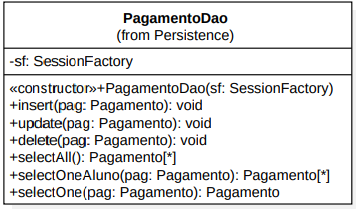 PagamentoDao
(from Persistence)
-sf: SessionFactory
«constructor»+PagamentoDao(sf: SessionFactory)
+insert(pag: Pagamento): void
+update(pag: Pagamento): void
+delete(pag: Pagamento): void
+selectAll(): Pagamento[*]
+selectOneAluno(pag: Pagamento): Pagamento[*]
+selectOne(pag: Pagamento): Pagamento